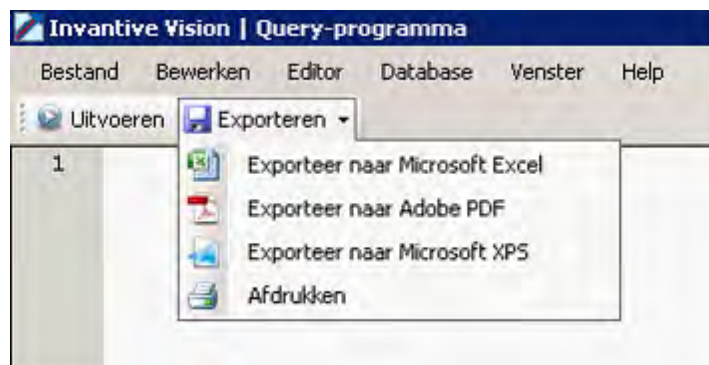 Invantive Vision | Query-programma
Bestand Bewerken Editor Database Venster Help
Uitvoeren Exporteren
1
Exporteer naar Microsoft Excel
Exporteer naar Adobe PDF
Exporteer naar Microsoft XPS
Afdrukken